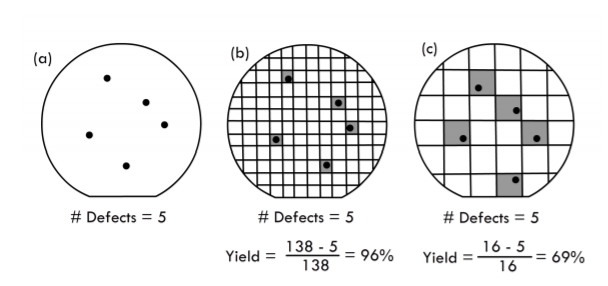 (a)
(b)
(c)
# Defects = 5
# Defects = 5
# Defects = 5
Yield = 138 - 5 / 138 = 96%
Yield = 16 - 5 / 16 = 69%